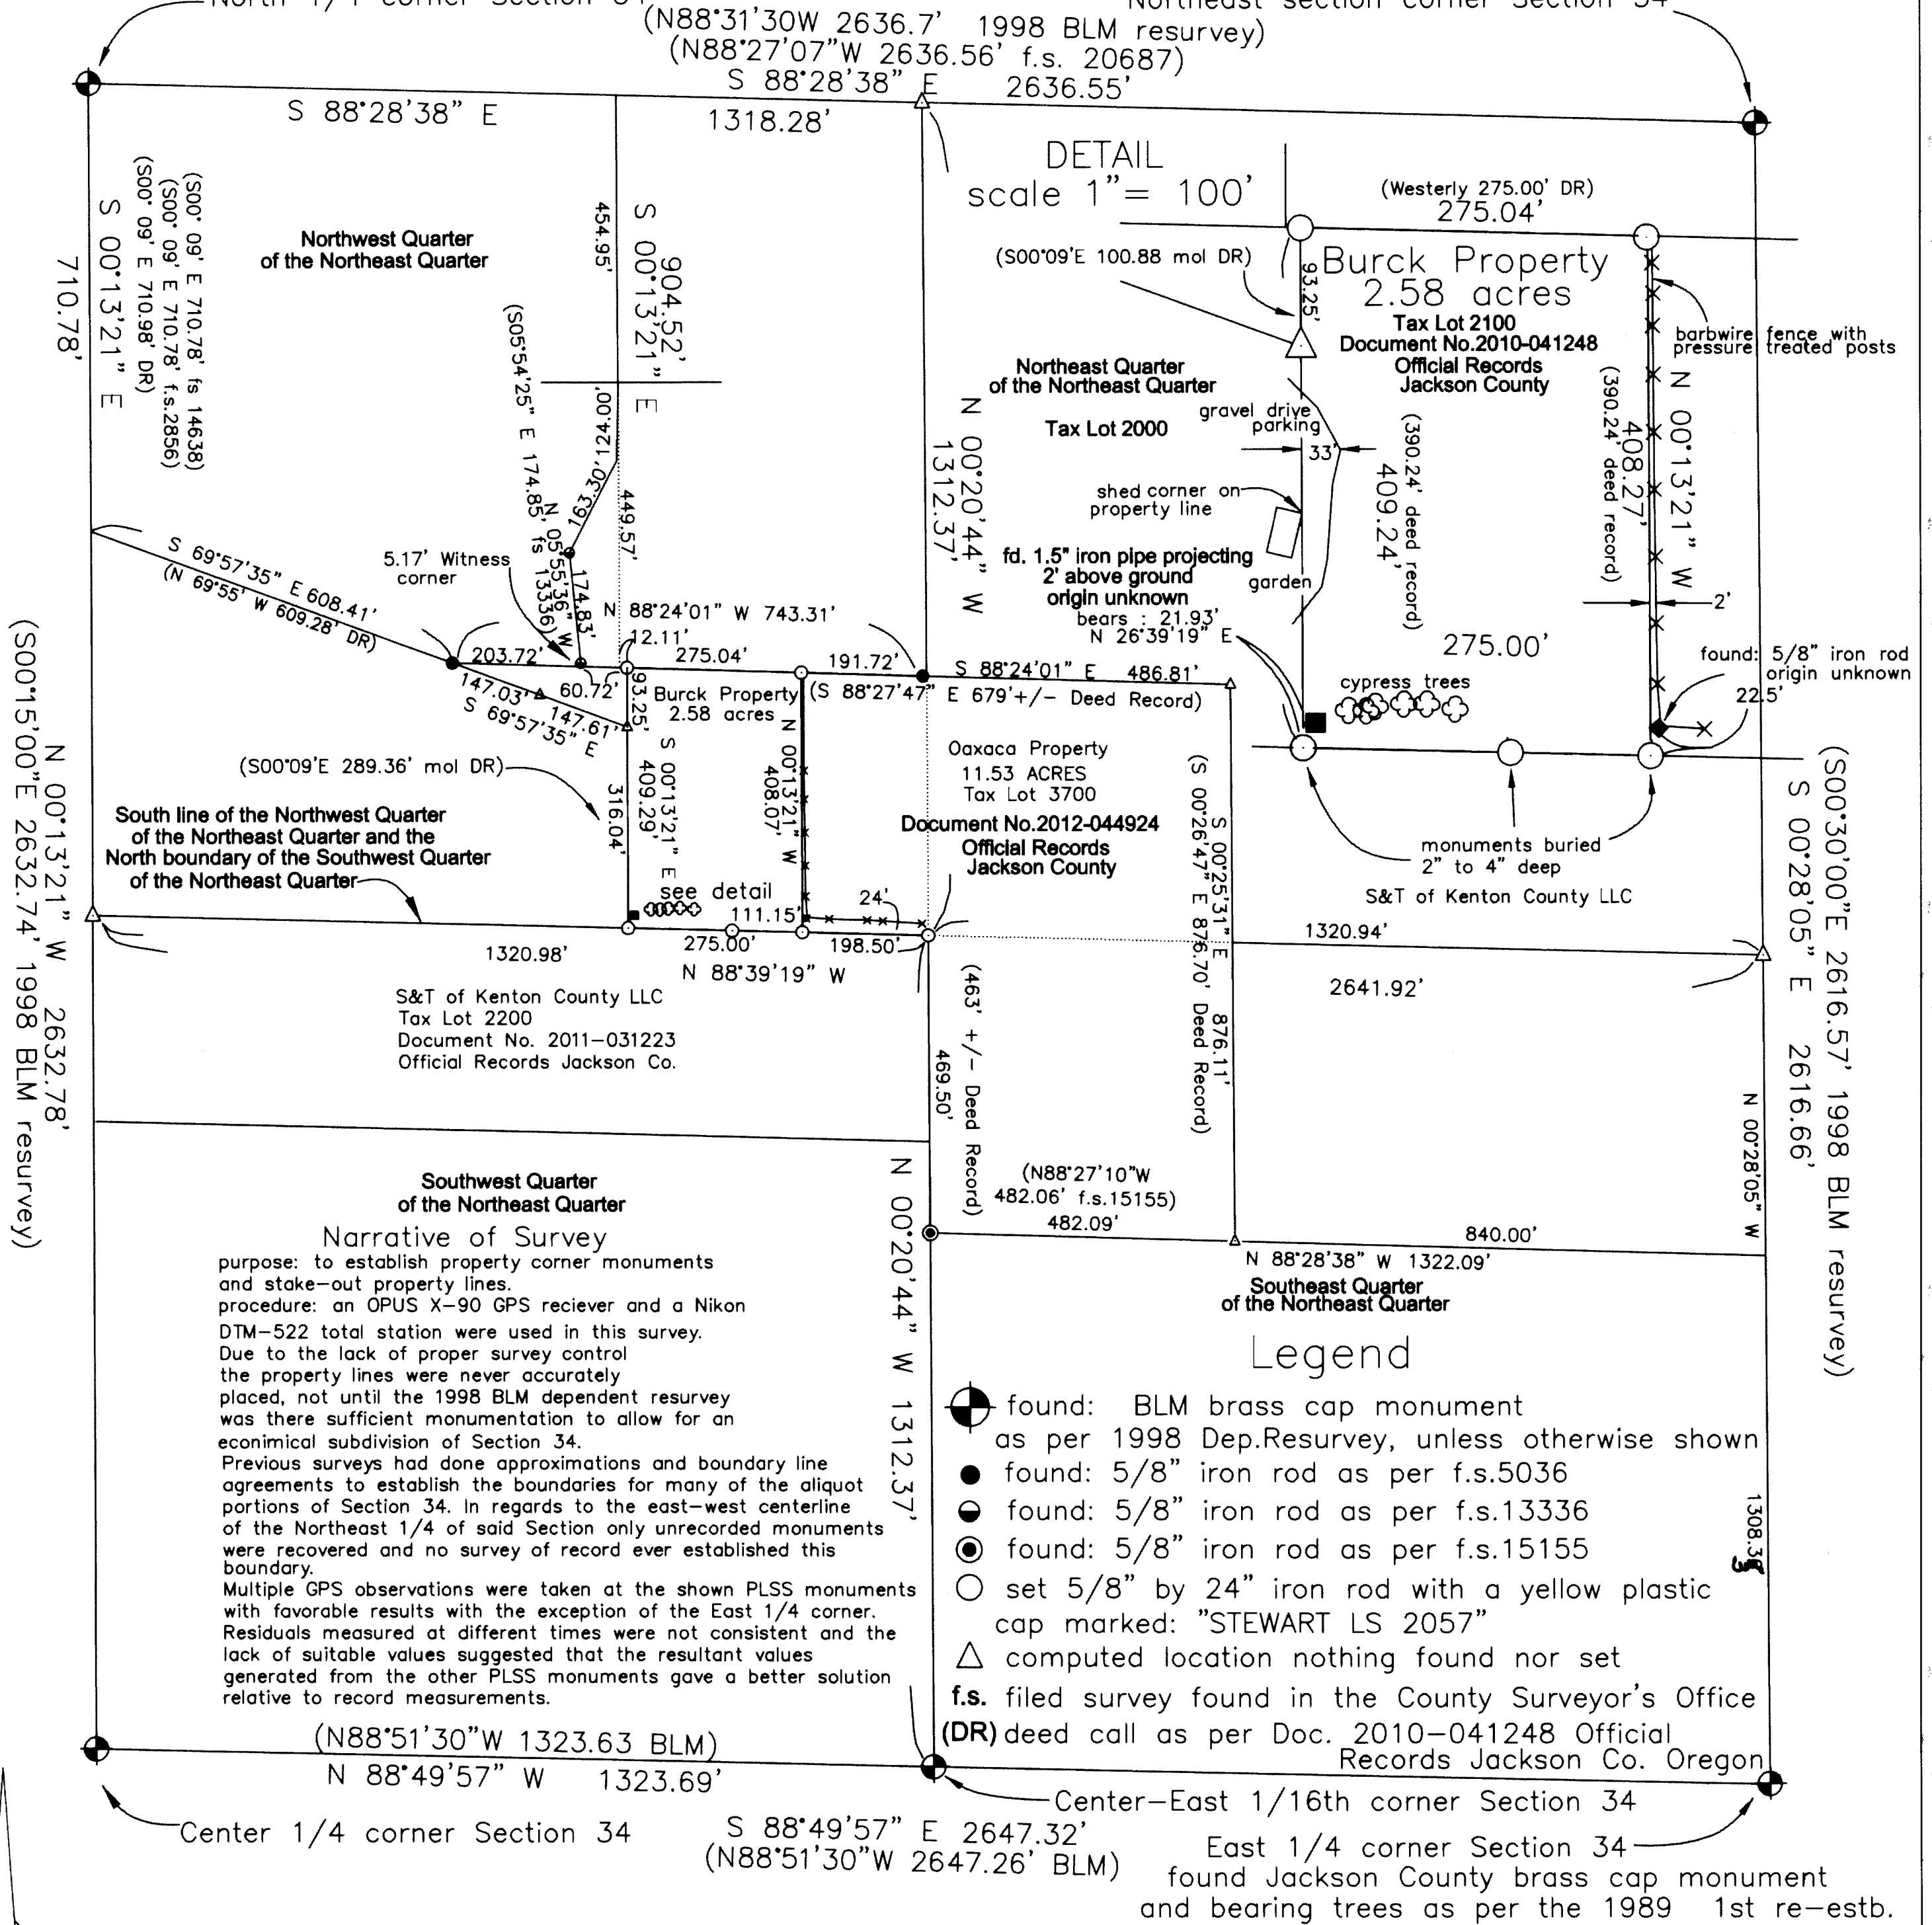 (N88°31'30W 2636.7' 1998 BLM resurvey)
(N88°27'07"W 2636.56' f.s. 20687)
S 88°28'38" E 2636.55'
S 88°28'38" E
1318.28'
S 00°13'21" E
710.78'
(S00° 09' E 710.78' fs 14638)
(S00° 09' E 710.78' f.s.2856)
(S00° 09' E 710.98' DR)
Northwest Quarter
of the Northeast Quarter
454.95'
904.52'
S 00°13'21" E
124.00'
163.30'
449.57'
(S05°54'25" E 174.85' fs 13336)
N 05°55'36" W
174.83'
5.17' Witness
corner
S 69°57'35" E 608.41'
(N 69°55' W 609.28' DR)
N 88°24'01" W 743.31'
12.11'
203.72'
275.04'
191.72'
60.72'
147.03'
147.61'
S 69°57'35" E
93.25'
S 88°24'01" E 486.81'
(S 88°27'47" E 679'+/- Deed Record)
Burck Property
2.58 acres
N 00°20'44" W
1312.37'
DETAIL
scale 1"= 100'
(Westerly 275.00' DR)
275.04'
(S00°09'E 100.88 mol DR)
93.25'
Burck Property
2.58 acres
Tax Lot 2100
Document No.2010-041248
Official Records
Jackson County
barbwire fence with
pressure treated posts
Northeast Quarter
of the Northeast Quarter
Tax Lot 2000
gravel drive
parking
33'
shed corner on
property line
garden
(390.24' deed record)
409.24'
(390.24' deed record)
408.27'
N 00°13'21" W
2'
fd. 1.5" iron pipe projecting
2' above ground
origin unknown
bears : 21.93'
N 26°39'19" E
275.00'
cypress trees
found: 5/8" iron rod
origin unknown
22.5'
monuments buried
2" to 4" deep
S&T of Kenton County LLC
(S00°09'E 289.36' mol DR)
316.04'
409.29'
S 00°13'21" E
N 00°13'21" W
408.07'
Oaxaca Property
11.53 ACRES
Tax Lot 3700
Document No.2012-044924
Official Records
Jackson County
South line of the Northwest Quarter
of the Northeast Quarter and the
North boundary of the Southwest Quarter
of the Northeast Quarter
see detail
24'
111.15'
1320.98'
275.00'
198.50'
N 88°39'19" W
1320.94'
2641.92'
S 00°25'31" E 876.11'
(S 00°26'47" E 876.70' Deed Record)
S&T of Kenton County LLC
Tax Lot 2200
Document No. 2011-031223
Official Records Jackson Co.
(S00°15'00"E 2632.74' 1998 BLM resurvey)
N 00°13'21" W 2632.78'
(463' +/- Deed Record)
469.50'
(S00°30'00"E 2616.57' 1998 BLM resurvey)
S 00°28'05" E 2616.66'
N 00°28'05" W
(N88°27'10"W
482.06' f.s.15155)
482.09'
840.00'
N 88°28'38" W 1322.09'
Southwest Quarter
of the Northeast Quarter
Southeast Quarter
of the Northeast Quarter
N 00°20'44" W 1312.37'
Narrative of Survey
purpose: to establish property corner monuments
and stake-out property lines.
procedure: an OPUS X-90 GPS reciever and a Nikon
DTM-522 total station were used in this survey.
Due to the lack of proper survey control
the property lines were never accurately
placed, not until the 1998 BLM dependent resurvey
was there sufficient monumentation to allow for an
econimical subdivision of Section 34.
Previous surveys had done approximations and boundary line
agreements to establish the boundaries for many of the aliquot
portions of Section 34. In regards to the east-west centerline
of the Northeast 1/4 of said Section only unrecorded monuments
were recovered and no survey of record ever established this
boundary.
Multiple GPS observations were taken at the shown PLSS monuments
with favorable results with the exception of the East 1/4 corner.
Residuals measured at different times were not consistent and the
lack of suitable values suggested that the resultant values
generated from the other PLSS monuments gave a better solution
relative to record measurements.
Legend
found: BLM brass cap monument
as per 1998 Dep.Resurvey, unless otherwise shown
found: 5/8" iron rod as per f.s.5036
found: 5/8" iron rod as per f.s.13336
found: 5/8" iron rod as per f.s.15155
set 5/8" by 24" iron rod with a yellow plastic
cap marked: "STEWART LS 2057"
computed location nothing found nor set
f.s. filed survey found in the County Surveyor's Office
(DR) deed call as per Doc. 2010-041248 Official
Records Jackson Co. Oregon
(N88°51'30"W 1323.63 BLM)
N 88°49'57" W 1323.69'
Center 1/4 corner Section 34
S 88°49'57" E 2647.32'
(N88°51'30"W 2647.26' BLM)
Center-East 1/16th corner Section 34
East 1/4 corner Section 34
found Jackson County brass cap monument
and bearing trees as per the 1989 1st re-estb.